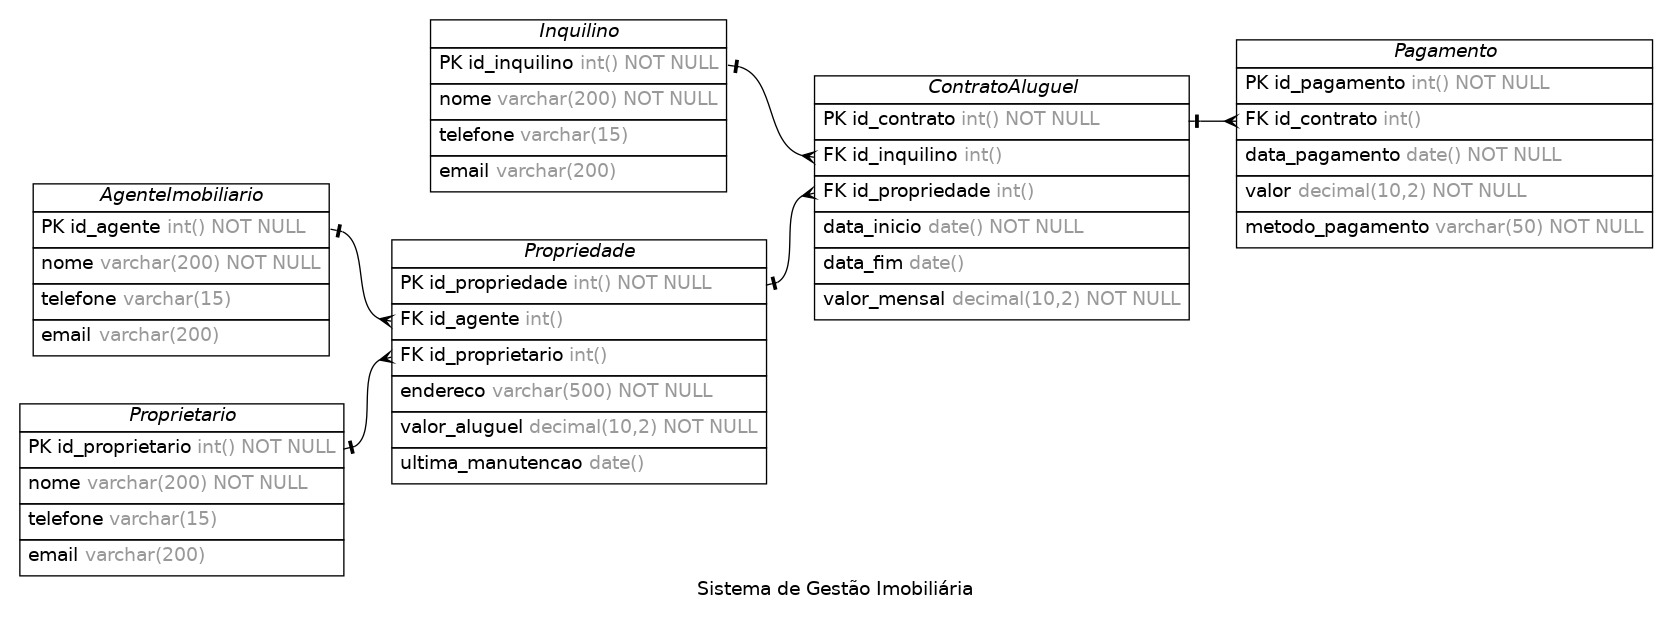 Inquilino
PK id_inquilino int() NOT NULL
nome varchar(200) NOT NULL
telefone varchar(15)
email varchar(200)
AgenteImobiliario
PK id_agente int() NOT NULL
nome varchar(200) NOT NULL
telefone varchar(15)
email varchar(200)
Proprietario
PK id_proprietario int() NOT NULL
nome varchar(200) NOT NULL
telefone varchar(15)
email varchar(200)
Propriedade
PK id_propriedade int() NOT NULL
FK id_agente int()
FK id_proprietario int()
endereco varchar(500) NOT NULL
valor_aluguel decimal(10,2) NOT NULL
ultima_manutencao date()
ContratoAluguel
PK id_contrato int() NOT NULL
FK id_inquilino int()
FK id_propriedade int()
data_inicio date() NOT NULL
data_fim date()
valor_mensal decimal(10,2) NOT NULL
Pagamento
PK id_pagamento int() NOT NULL
FK id_contrato int()
data_pagamento date() NOT NULL
valor decimal(10,2) NOT NULL
metodo_pagamento varchar(50) NOT NULL
Sistema de Gestão Imobiliária